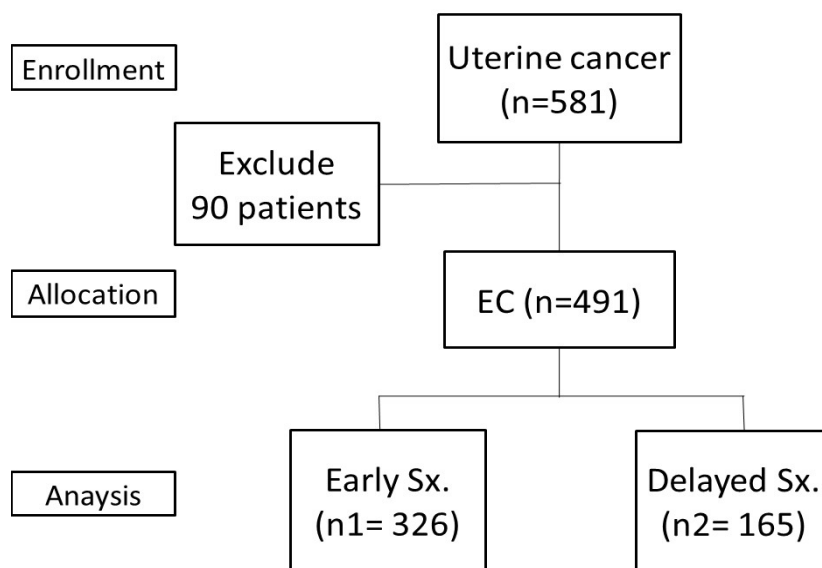 Enrollment
Uterine cancer
(n=581)
Exclude
90 patients
Allocation
EC (n=491)
Anaysis
Early Sx.
(n1= 326)
Delayed Sx.
(n2= 165)